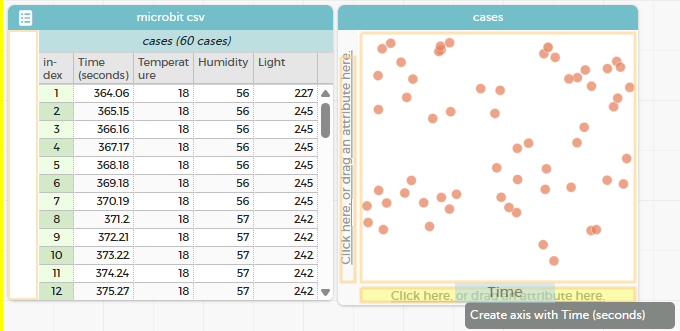 microbit csv
cases (60 cases)
in-
dex
Time
(seconds)
Temperat
ure
Humidity
Light
1 364.06 18 56 227
2 365.15 18 56 245
3 366.16 18 56 245
4 367.17 18 56 245
5 368.18 18 56 245
6 369.18 18 56 245
7 370.19 18 56 245
8 371.2 18 57 242
9 372.21 18 57 242
10 373.22 18 57 242
11 374.24 18 57 242
12 375.27 18 57 242
cases
Click here, or drag an attribute here.
Click here, or drag an attribute here.
Time
Create axis with Time (seconds)